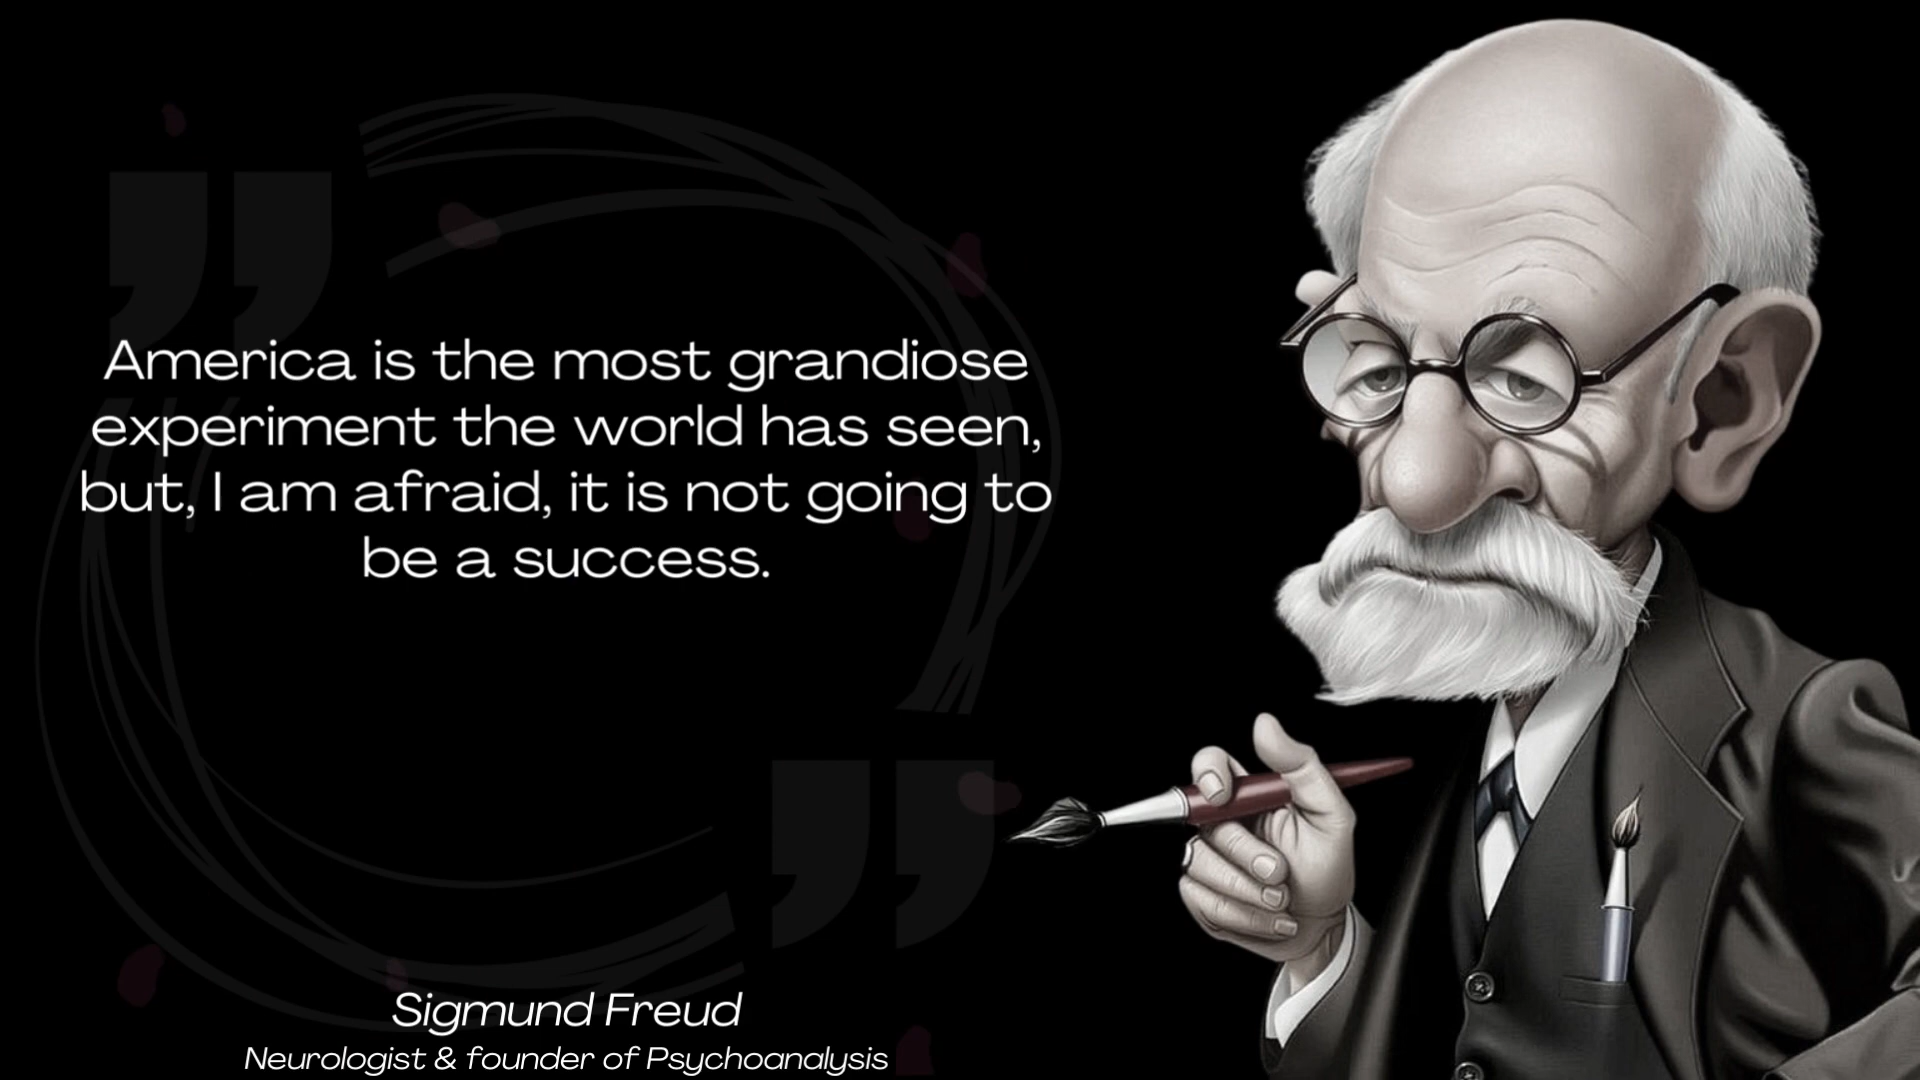 America is the most grandiose
experiment the world has seen,
but, I am afraid, it is not going to
be a success.
Sigmund Freud
Neurologist & founder of Psychoanalysis